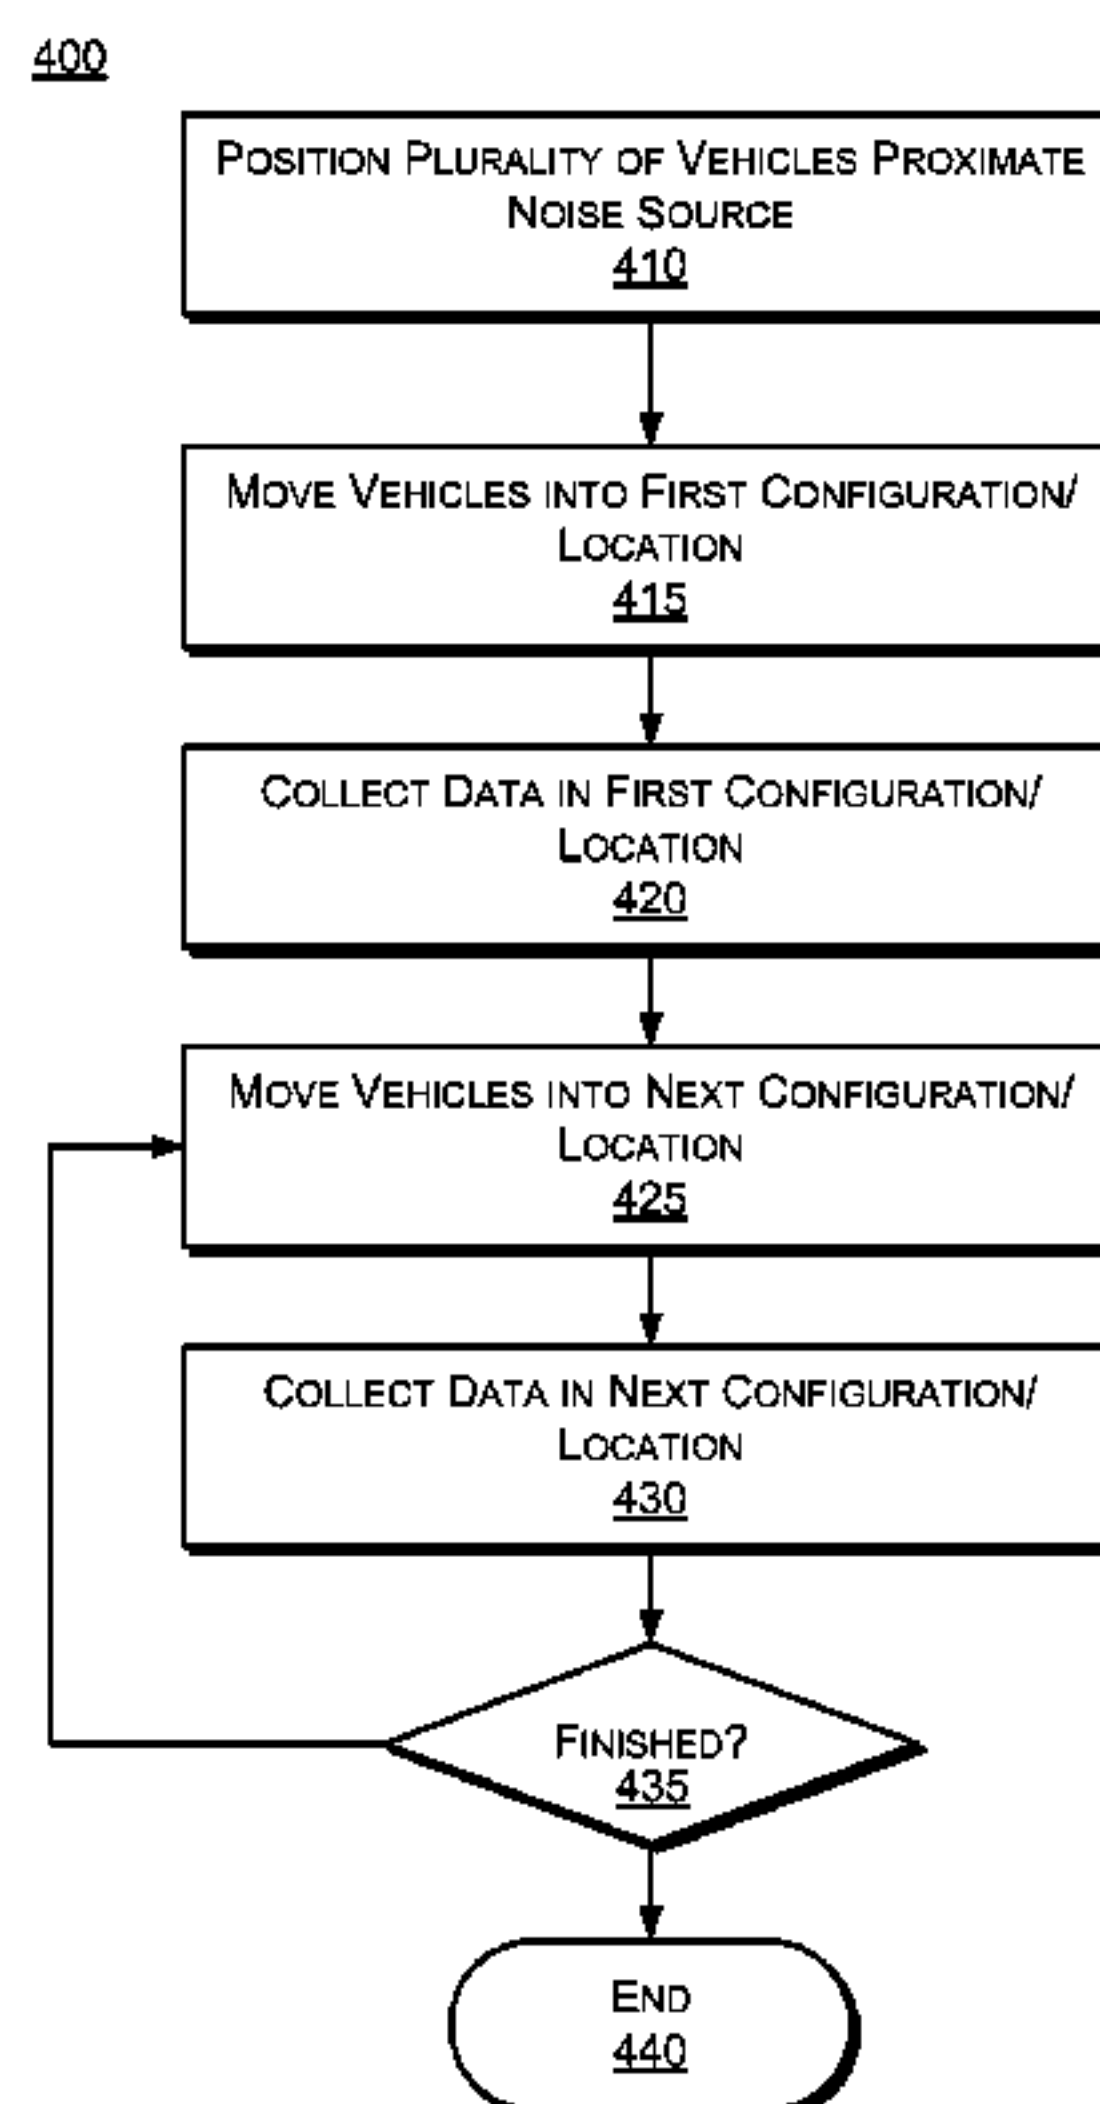 400
POSITION PLURALITY OF VEHICLES PROXIMATE
NOISE SOURCE
410
MOVE VEHICLES INTO FIRST CONFIGURATION/
LOCATION
415
COLLECT DATA IN FIRST CONFIGURATION/
LOCATION
420
MOVE VEHICLES INTO NEXT CONFIGURATION/
LOCATION
425
COLLECT DATA IN NEXT CONFIGURATION/
LOCATION
430
FINISHED?
435
END
440